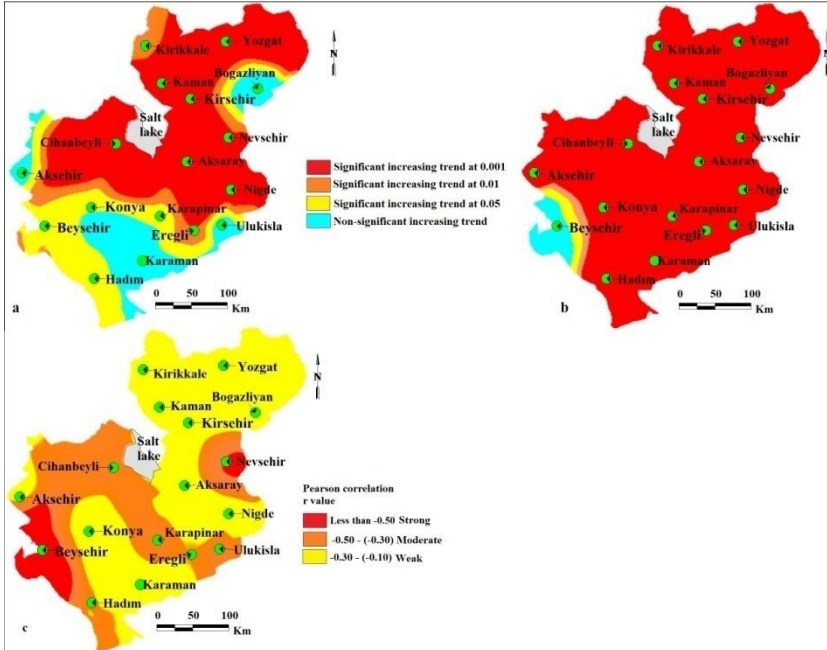 Kirikkale
Yozgat
N
Bogazliyan
Kaman
Kirsehir
Salt
lake
Cihanbeyli
Nevsehir
Aksehir
Aksaray
Nigde
Konya
Karapinar
Beysehir
Eregli
Ulukisla
Karaman
Hadım
0 50 100
Km
a
Significant increasing trend at 0.001
Significant increasing trend at 0.01
Significant increasing trend at 0.05
Non-significant increasing trend
Kirikkale
Yozgat
N
Bogazliyan
Kaman
Kirsehir
Salt
lake
Cihanbeyli
Nevsehir
Aksehir
Aksaray
Nigde
Konya
Karapinar
Beysehir
Eregli
Ulukisla
Karaman
Hadım
0 50 100
Km
b
Kirikkale
Yozgat
N
Bogazliyan
Kaman
Kirsehir
Salt
lake
Cihanbeyli
Nevsehir
Aksehir
Aksaray
Nigde
Konya
Karapinar
Beysehir
Eregli
Ulukisla
Karaman
Hadım
0 50 100
Km
c
Pearson correlation
r value
Less than -0.50 Strong
-0.50 - (-0.30) Moderate
-0.30 - (-0.10) Weak